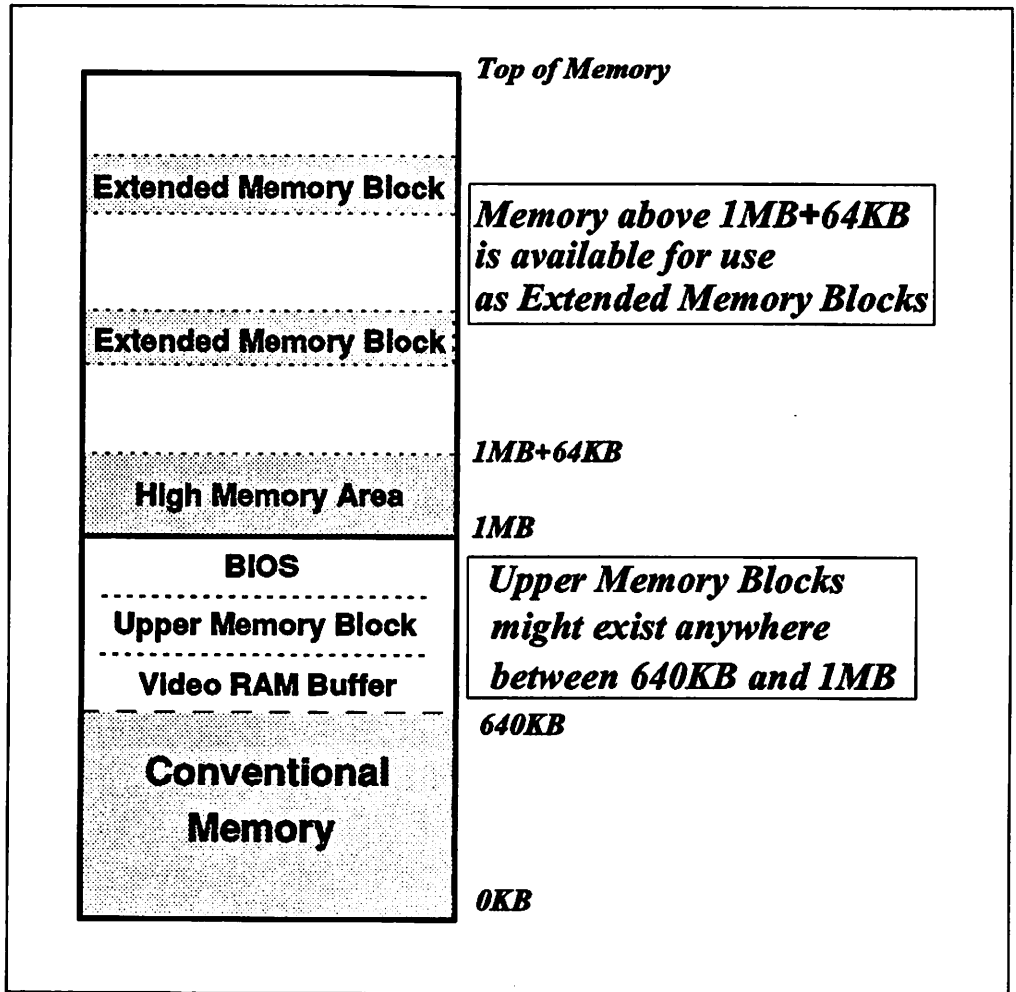 Top of Memory
Extended Memory Block
Memory above 1MB+64KB
is available for use
as Extended Memory Blocks
Extended Memory Block
1MB+64KB
High Memory Area
1MB
BIOS
Upper Memory Block
Video RAM Buffer
Upper Memory Blocks
might exist anywhere
between 640KB and 1MB
640KB
Conventional
Memory
0KB